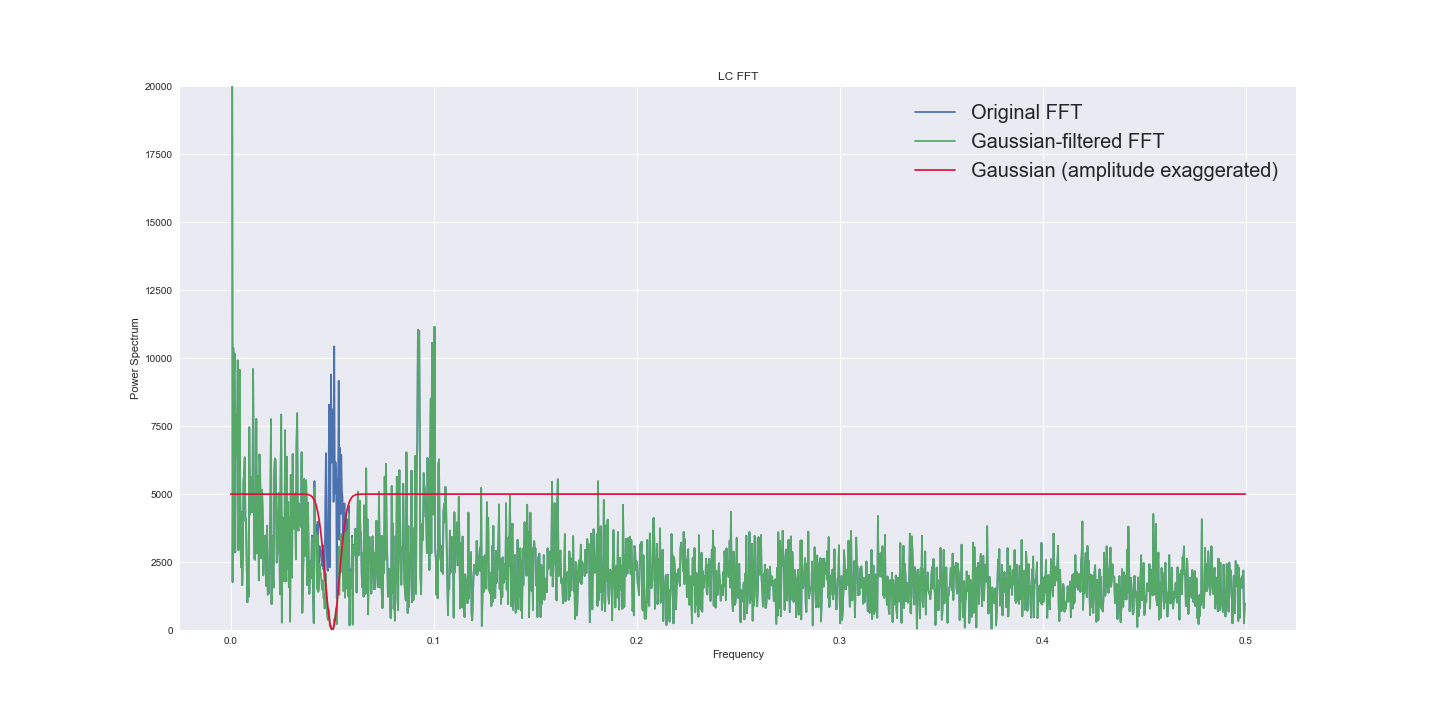 LC FFT
20000
17500
15000
12500
10000
7500
5000
2500
0
Power Spectrum
Original FFT
Gaussian-filtered FFT
Gaussian (amplitude exaggerated)
0.0 0.1 0.2 0.3 0.4 0.5
Frequency